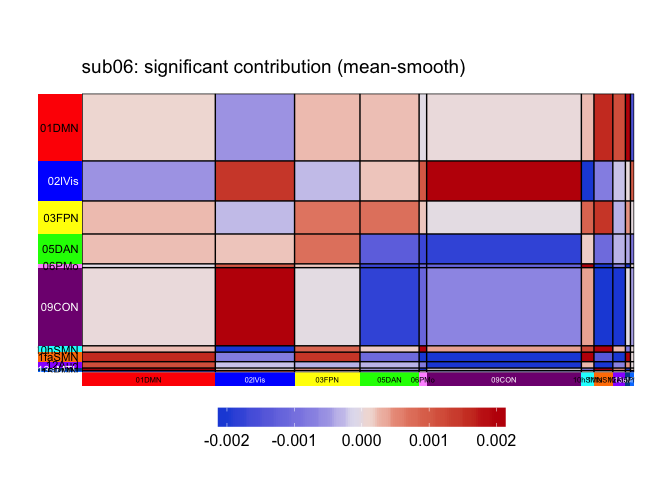 sub06: significant contribution (mean-smooth)
01DMN
02lVis
03FPN
05DAN
06PMo
09CON
01DMN
02lVis
03FPN
05DAN
06PMo
09CON
-0.002 -0.001 0.000 0.001 0.002